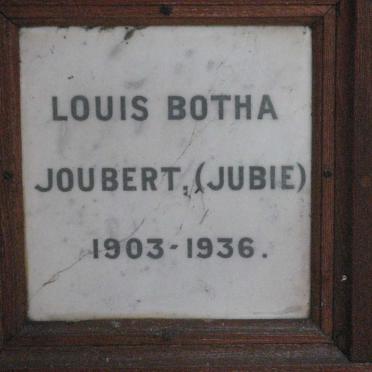 LOUIS BOTHA
JOUBERT, (JUBIE)
1903-1936.